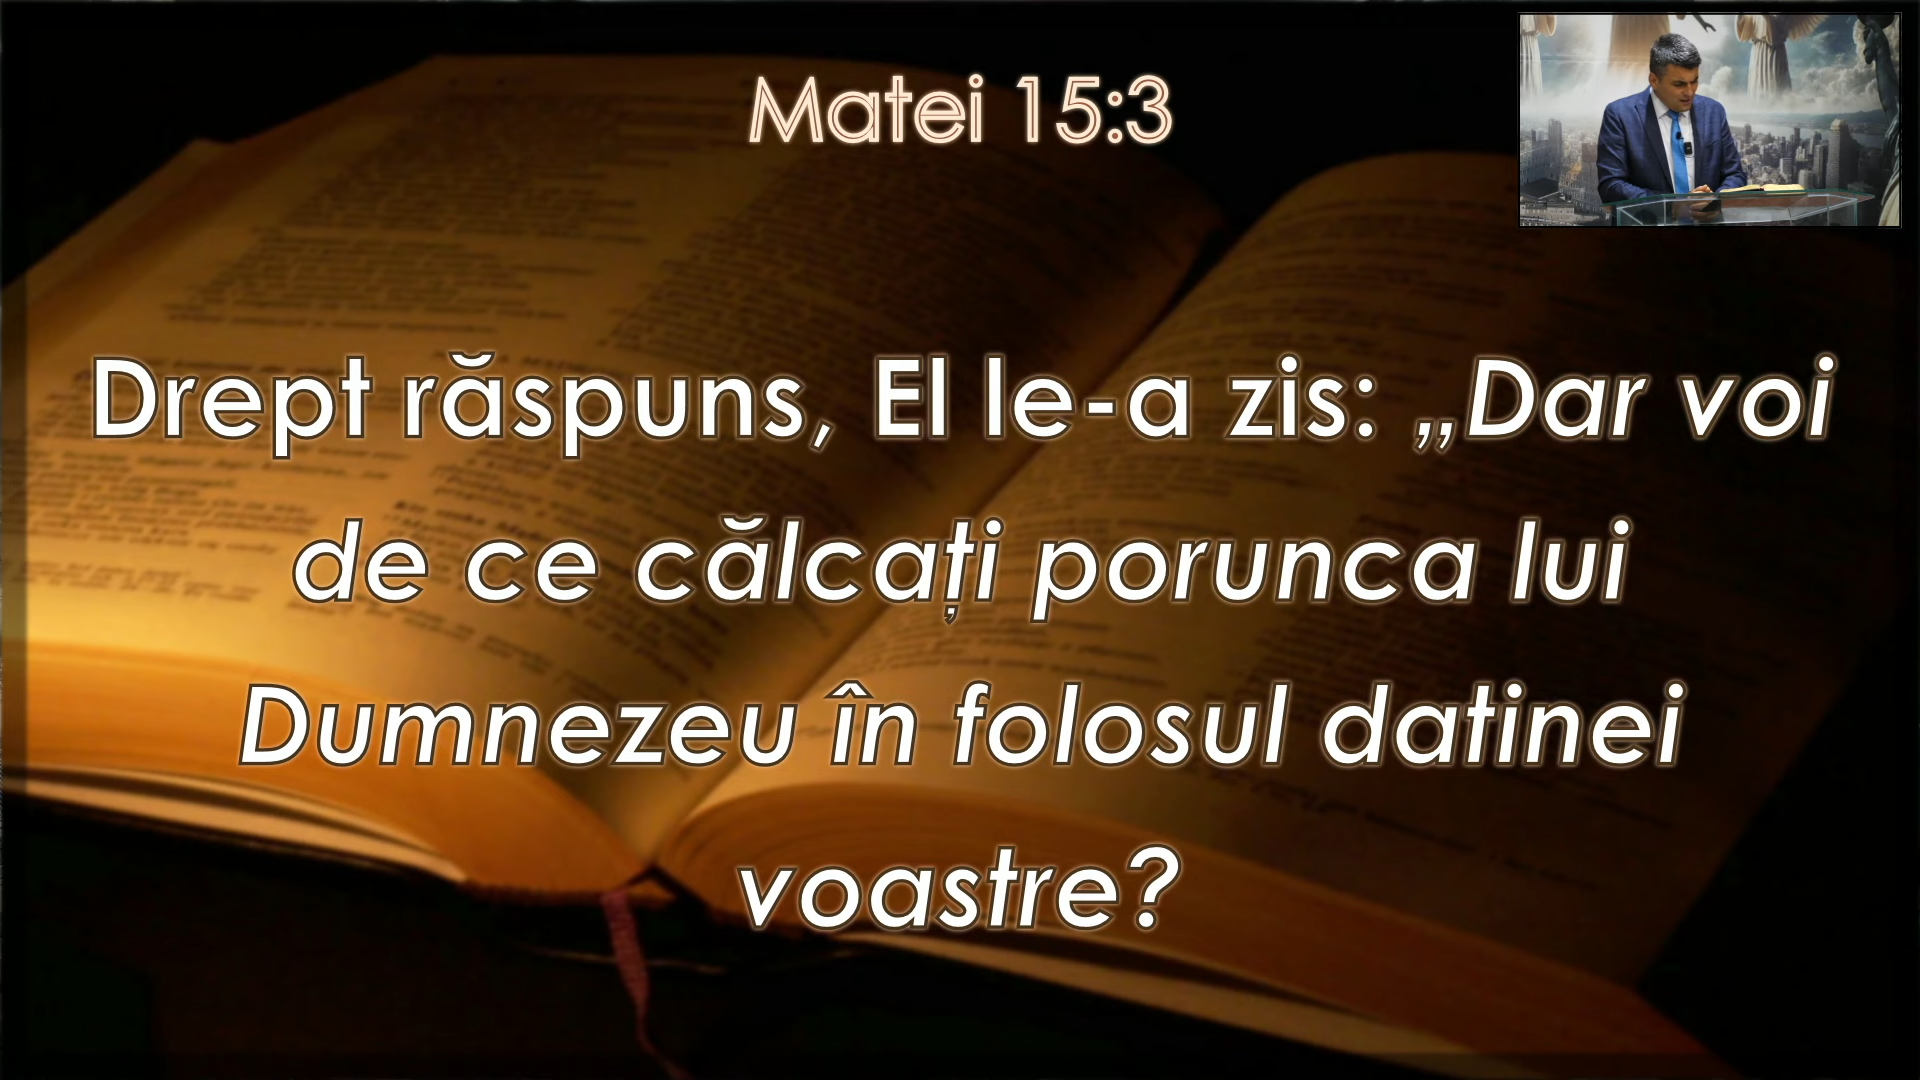 Matei 15:3
Drept răspuns, El le-a zis: „Dar voi
de ce călcați porunca lui
Dumnezeu în folosul datinei
voastre?